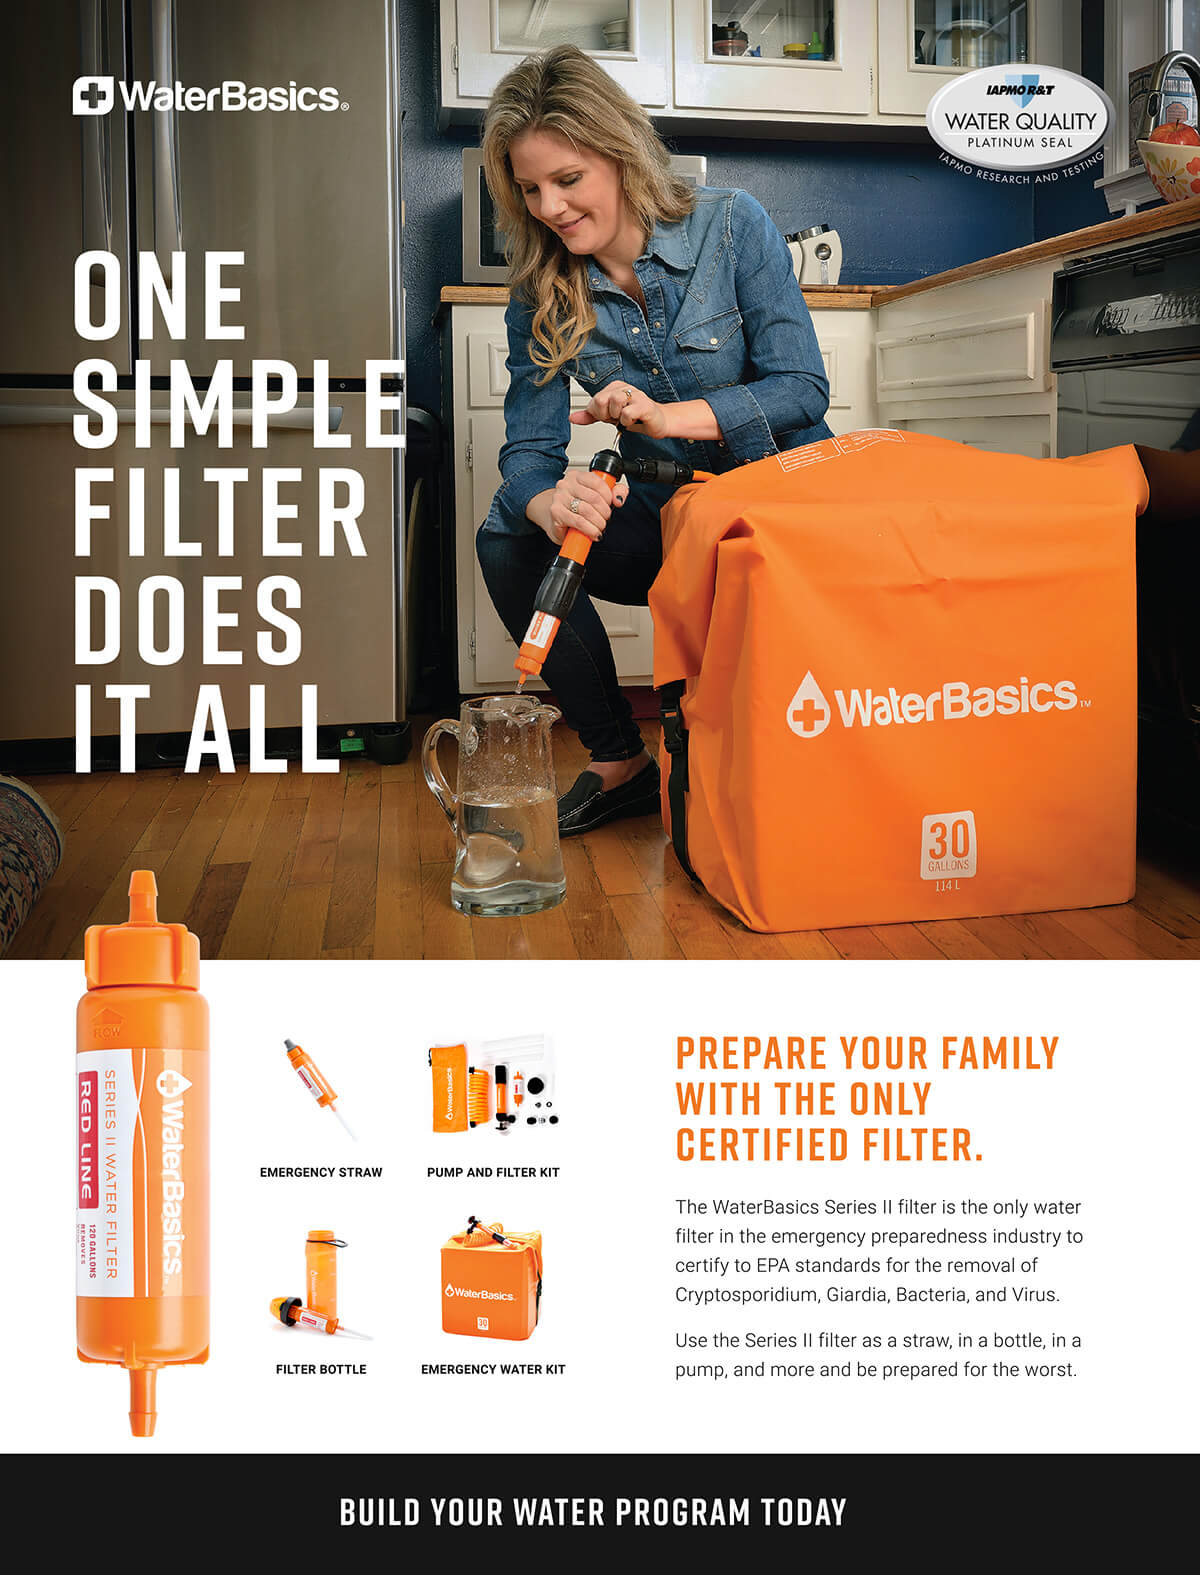 WaterBasics®
IAPMO R&T
WATER QUALITY
PLATINUM SEAL
IAPMO RESEARCH AND TESTING™
ONE
SIMPLE
FILTER
DOES
IT ALL
WaterBasics™
30
GALLONS
114 L
FLOW
WaterBasics
SERIES II WATER FILTER
RED LINE
120 GALLONS
REMOVES
EMERGENCY STRAW
WaterBasics
PUMP AND FILTER KIT
FILTER BOTTLE
WaterBasics
30
EMERGENCY WATER KIT
PREPARE YOUR FAMILY
WITH THE ONLY
CERTIFIED FILTER.
The WaterBasics Series II filter is the only water
filter in the emergency preparedness industry to
certify to EPA standards for the removal of
Cryptosporidium, Giardia, Bacteria, and Virus.
Use the Series II filter as a straw, in a bottle, in a
pump, and more and be prepared for the worst.
BUILD YOUR WATER PROGRAM TODAY